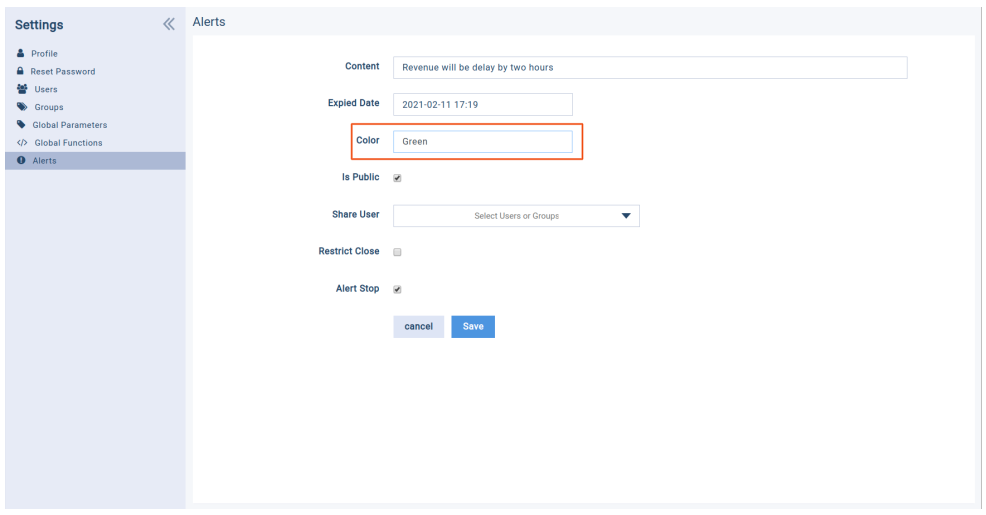 Settings
Profile
Reset Password
Users
Groups
Global Parameters
</> Global Functions
Alerts
Alerts
Content Revenue will be delay by two hours
Expied Date 2021-02-11 17:19
Color Green
Is Public
Share User Select Users or Groups
Restrict Close
Alert Stop
cancel Save